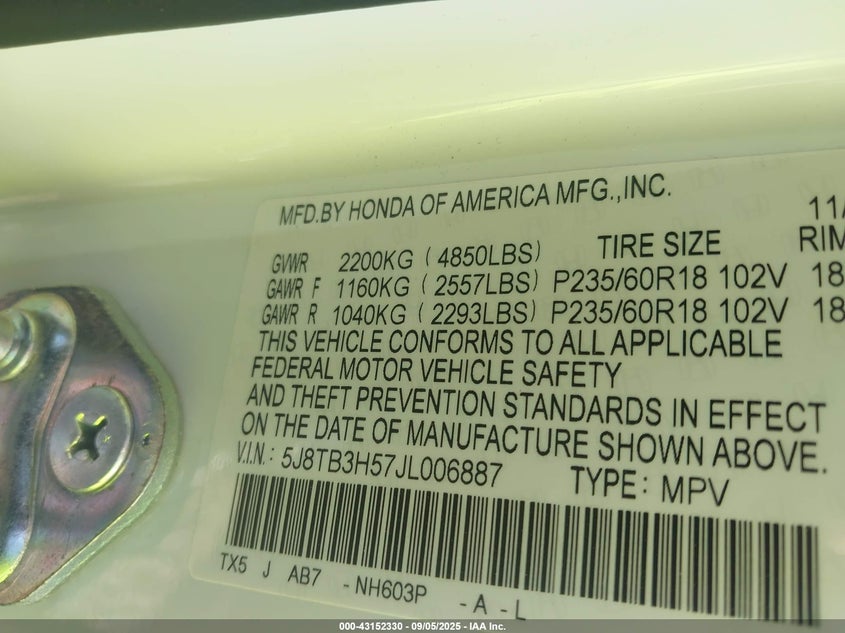 MFD.BY HONDA OF AMERICA MFG.,INC.
11/
GVWR 2200KG (4850LBS) TIRE SIZE RIM
GAWR F 1160KG (2557LBS) P235/60R18 102V 18
GAWR R 1040KG (2293LBS) P235/60R18 102V 18
THIS VEHICLE CONFORMS TO ALL APPLICABLE
FEDERAL MOTOR VEHICLE SAFETY
AND THEFT PREVENTION STANDARDS IN EFFECT
ON THE DATE OF MANUFACTURE SHOWN ABOVE.
V.I.N.: 5J8TB3H57JL006887 TYPE: MPV
TX5 J AB7 -NH603P -A-L
000-43152330 - 09/05/2025 - IAA Inc.